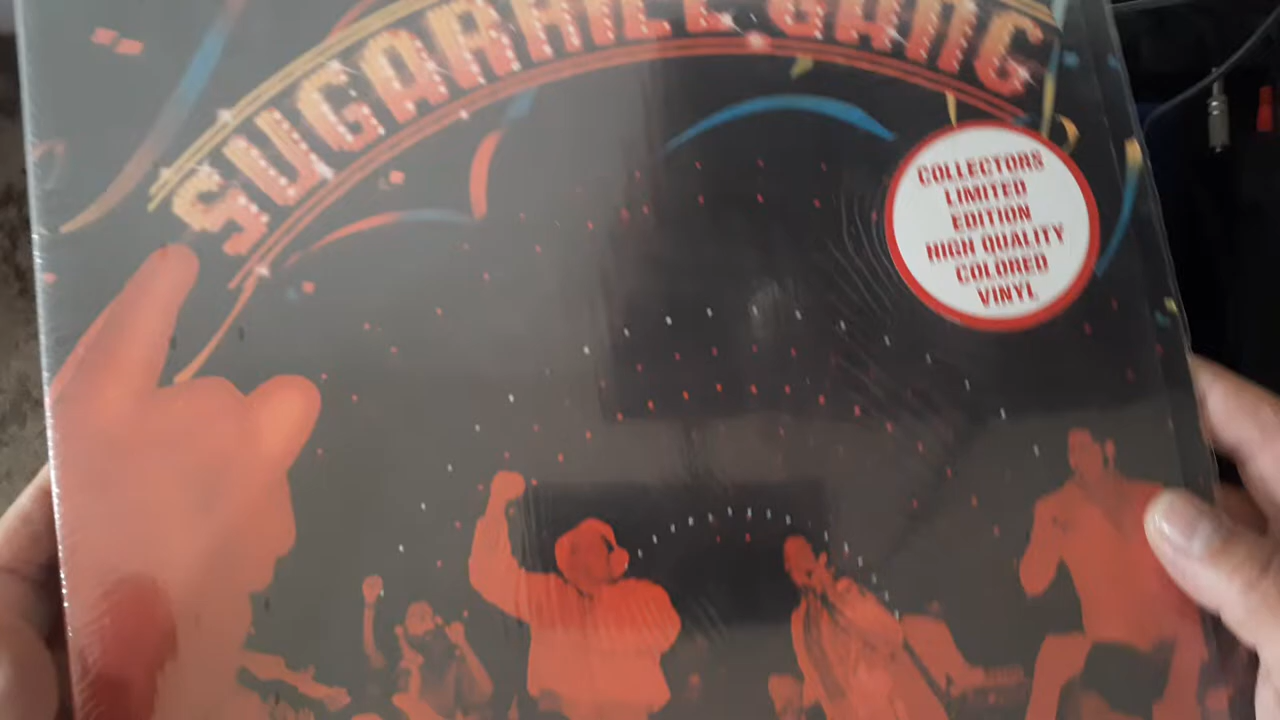 SUGARHILL GANG
COLLECTORS
LIMITED
EDITION
HIGH QUALITY
COLORED
VINYL